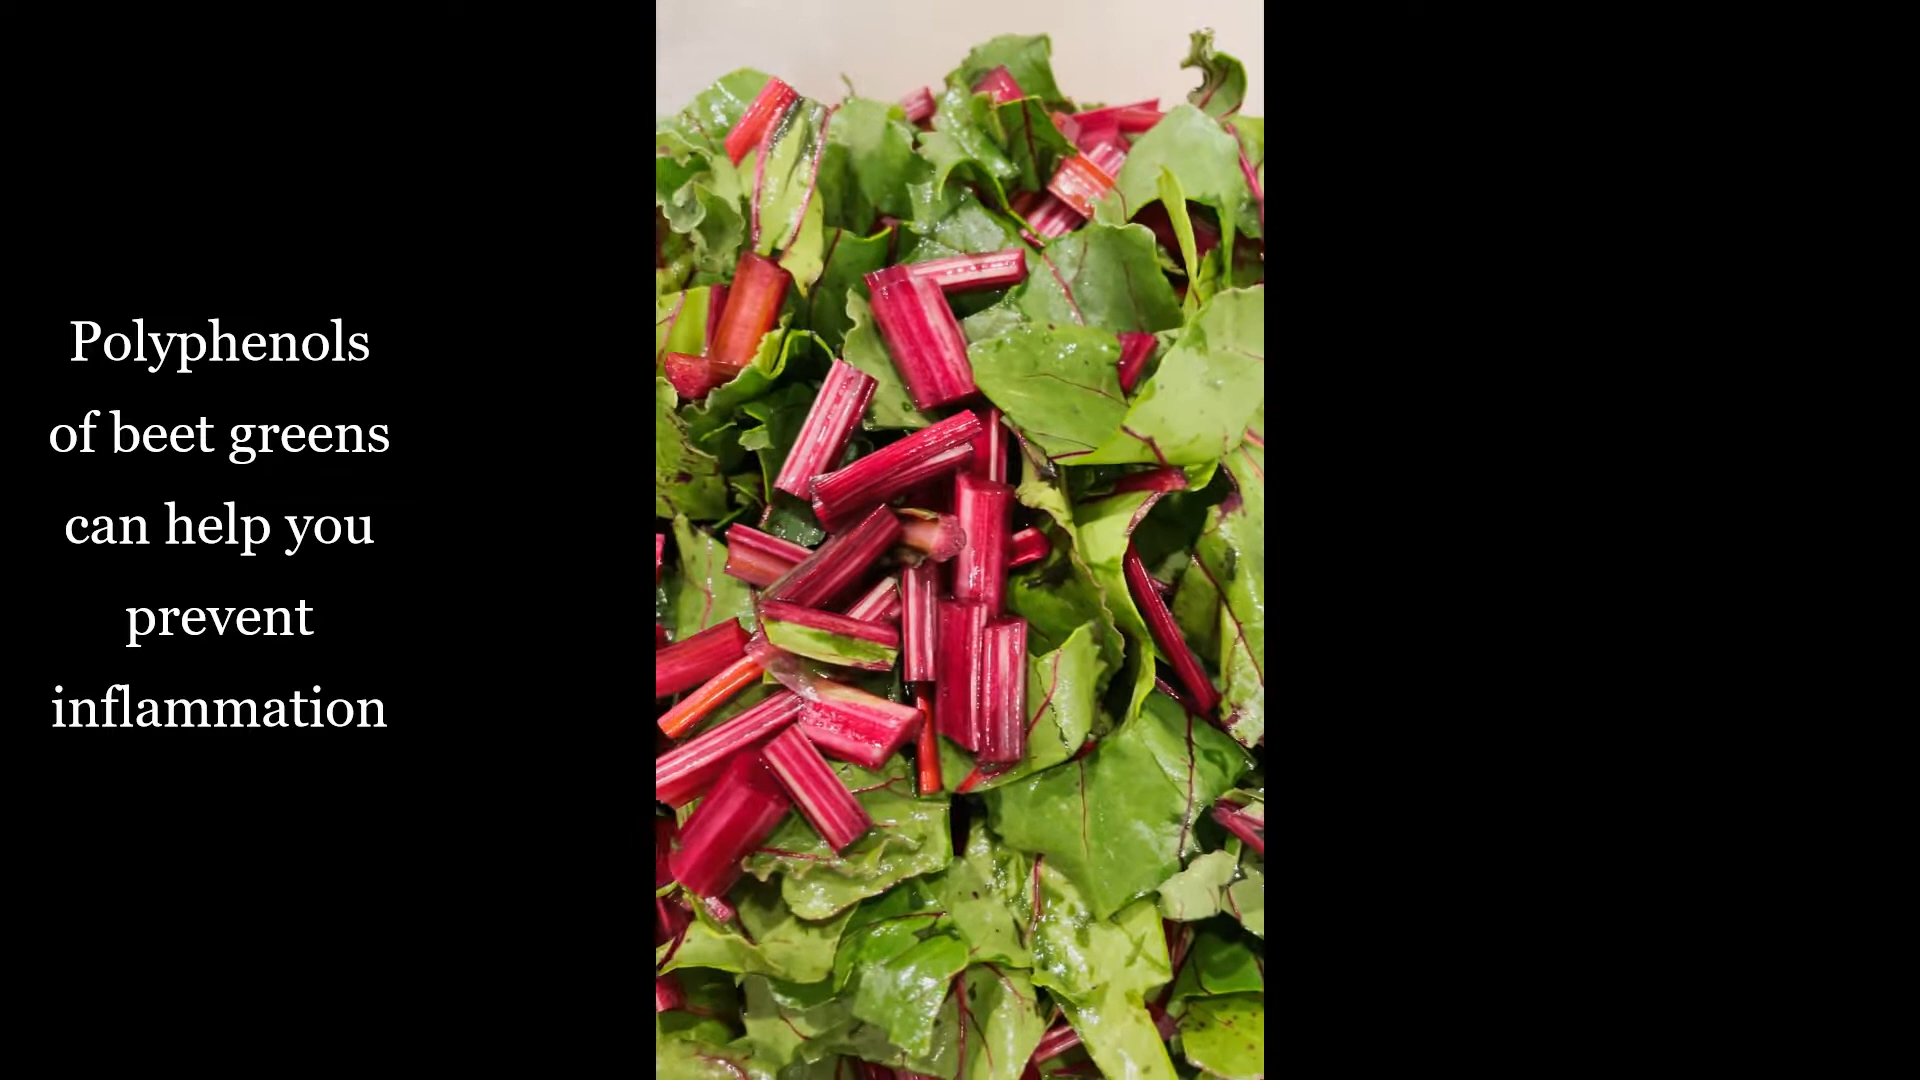 Polyphenols
of beet greens
can help you
prevent
inflammation